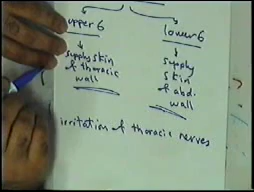 upper 6
lower 6
supply skin
of thoracic
wall
supply
skin
of abd.
wall
irritation of thoracic nerves